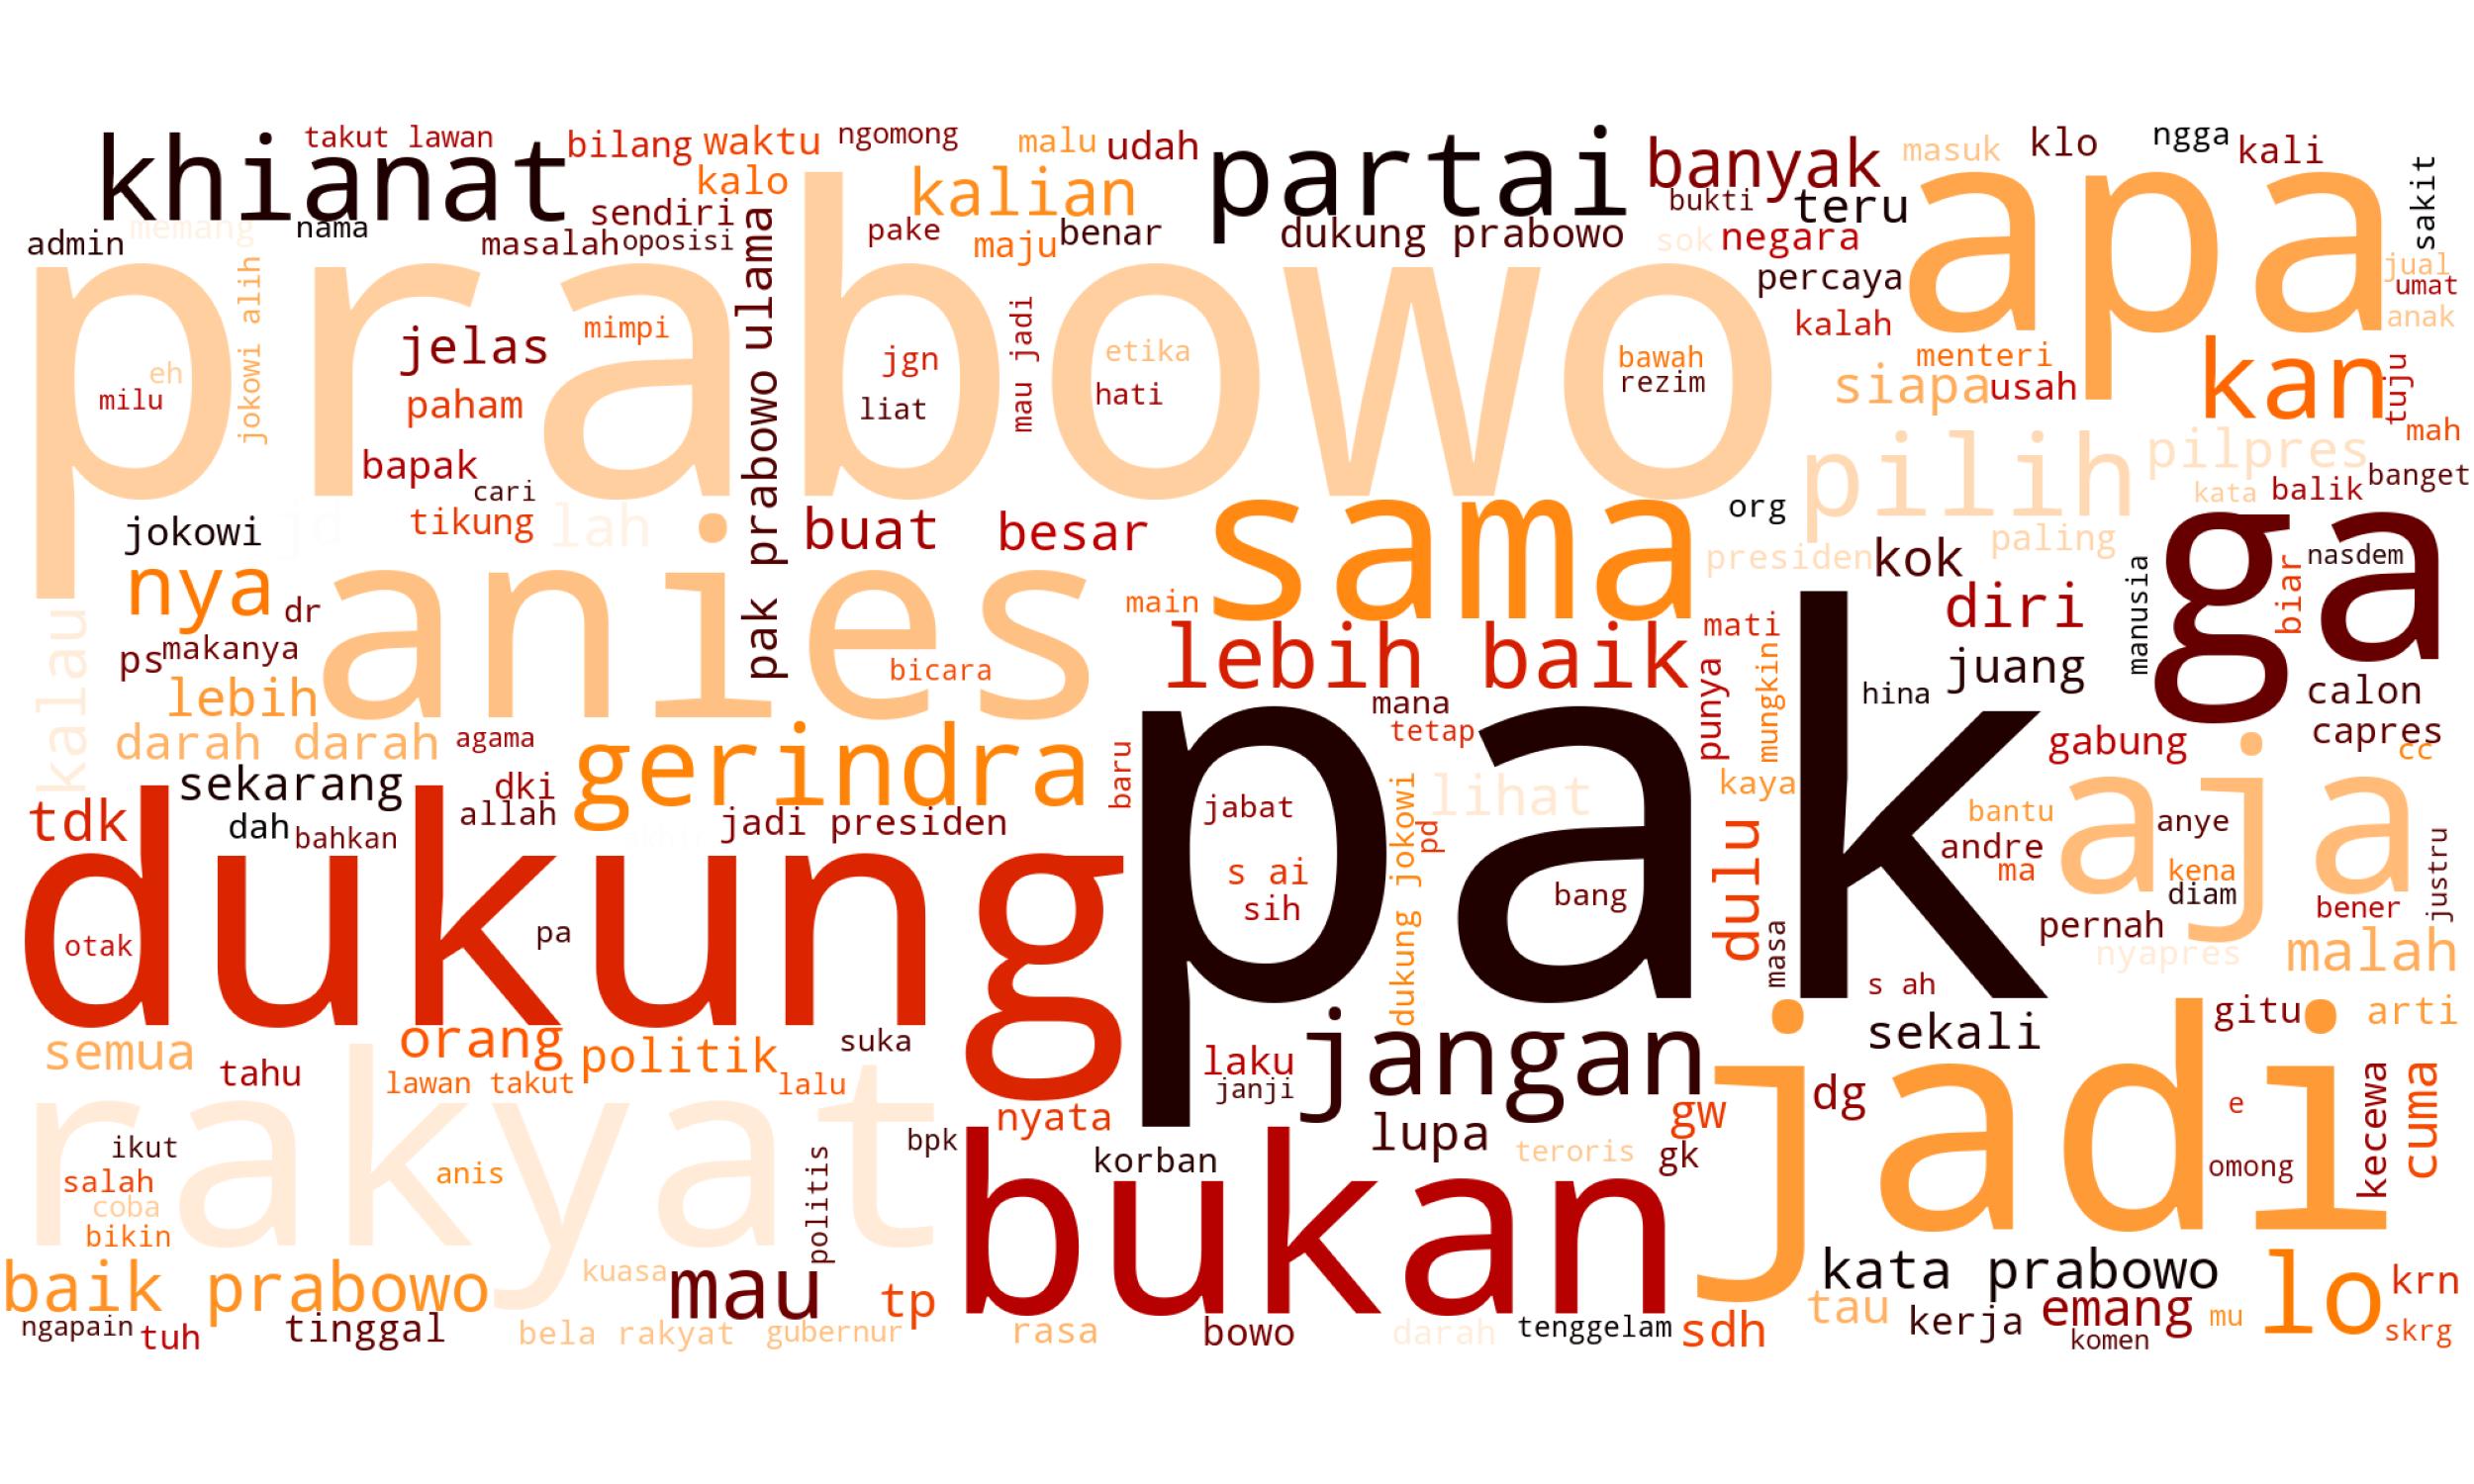 takut lawan
khianat
bilang
waktu
ngomong
malu
udah
partai
banyak
masuk
klo
ngga
kali
sakit
kalo
kalian
sendiri
bukti
teru
apa
admin
memang
nama
masalah
oposisi
pake
maju
benar
dukung prabowo
sok
negara
jual
umat
anak
percaya
prabowo
jokowi alih
jelas
mimpi
pak prabowo ulama
jgn
mau jadi
etika
hati
bawah
rezim
kalah
menteri
siapa
usah
kan
tuju
mah
eh
milu
paham
liat
bapak
cari
pilih
pilpres
kata
balik
banget
jokowi
jd
tikung
lah
buat
besar
sama
org
presiden
paling
kok
manusia
ga
nasdem
biar
nya
dr
anies
main
diri
ps
makanya
bicara
lebih baik
mati
punya
mungkin
juang
hina
calon
capres
cc
kalau
lebih
mana
tetap
darah darah
agama
gerindra
baru
pak
gabung
aja
sekarang
dki
allah
jadi presiden
jabat
dukung jokowi
pd
lihat
kaya
dulu
bantu
anye
tdk
dah
bahkan
andre
ma
kena
diam
justru
dukung
s ai
sih
bang
bener
otak
pa
masa
pernah
nyapres
malah
s ah
semua
orang
politik
suka
laku
janji
jangan
sekali
jadi
gitu
arti
tahu
lawan takut
lalu
dg
e
kecewa
cuma
rakyat
nyata
lupa
gw
ikut
salah
coba
bikin
anis
politis
bpk
korban
teroris
gk
omong
bukan
baik prabowo
kuasa
mau
tp
kata prabowo
lo
krn
ngapain
tuh
tinggal
bela rakyat
gubernur
rasa
bowo
darah
tenggelam
sdh
tau
kerja
emang
komen
mu
skrg